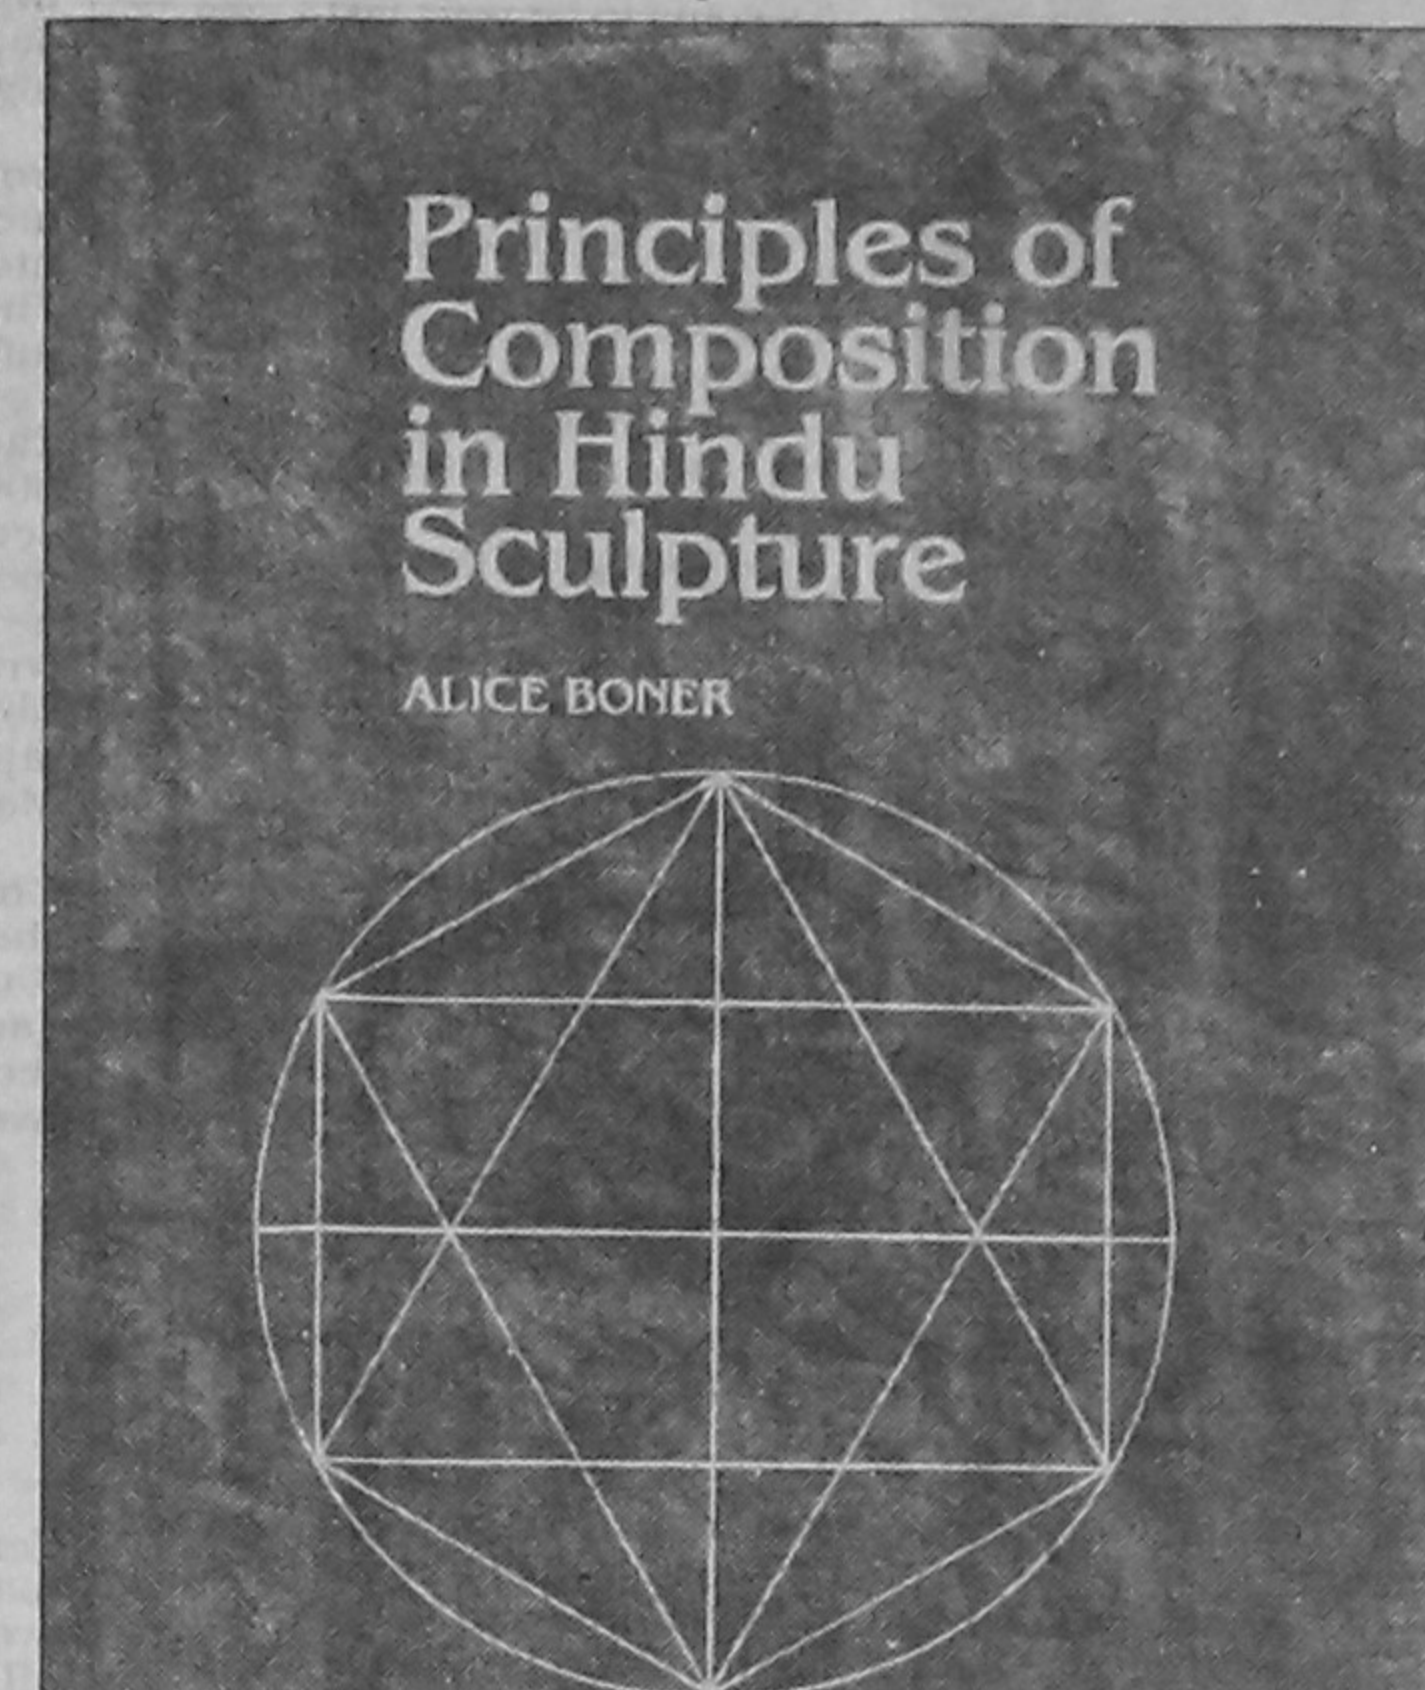 Principles of
Composition
in Hindu
Sculpture
ALICE BONER